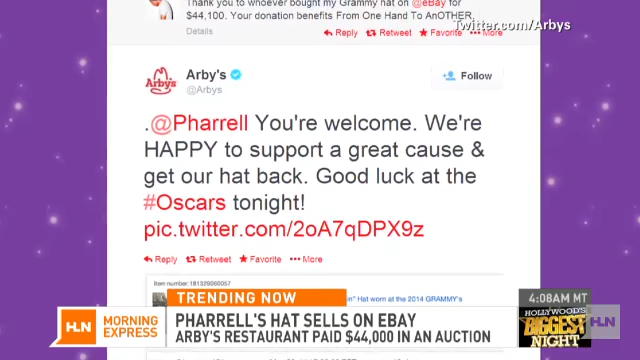 Thank you to whoever bought my Grammy hat on @eBay for
$44,100. Your donation benefits From One Hand To AnOTHER.
Twitter.com/Arbys
Details
Reply Retweet Favorite More
Arby's
Arby's
@Arbys
Follow
.@Pharrell You're welcome. We're
HAPPY to support a great cause &
get our hat back. Good luck at the
#Oscars tonight!
pic.twitter.com/2oA7qDPX9z
Reply Retweet Favorite More
Item number:181329060057
Hat worn at the 2014 GRAMMY's
TRENDING NOW
4:08AM MT
HLN
MORNING
EXPRESS
PHARRELL'S HAT SELLS ON EBAY
ARBY'S RESTAURANT PAID $44,000 IN AN AUCTION
HOLLYWOOD'S
BIGGEST
NIGHT
HLN